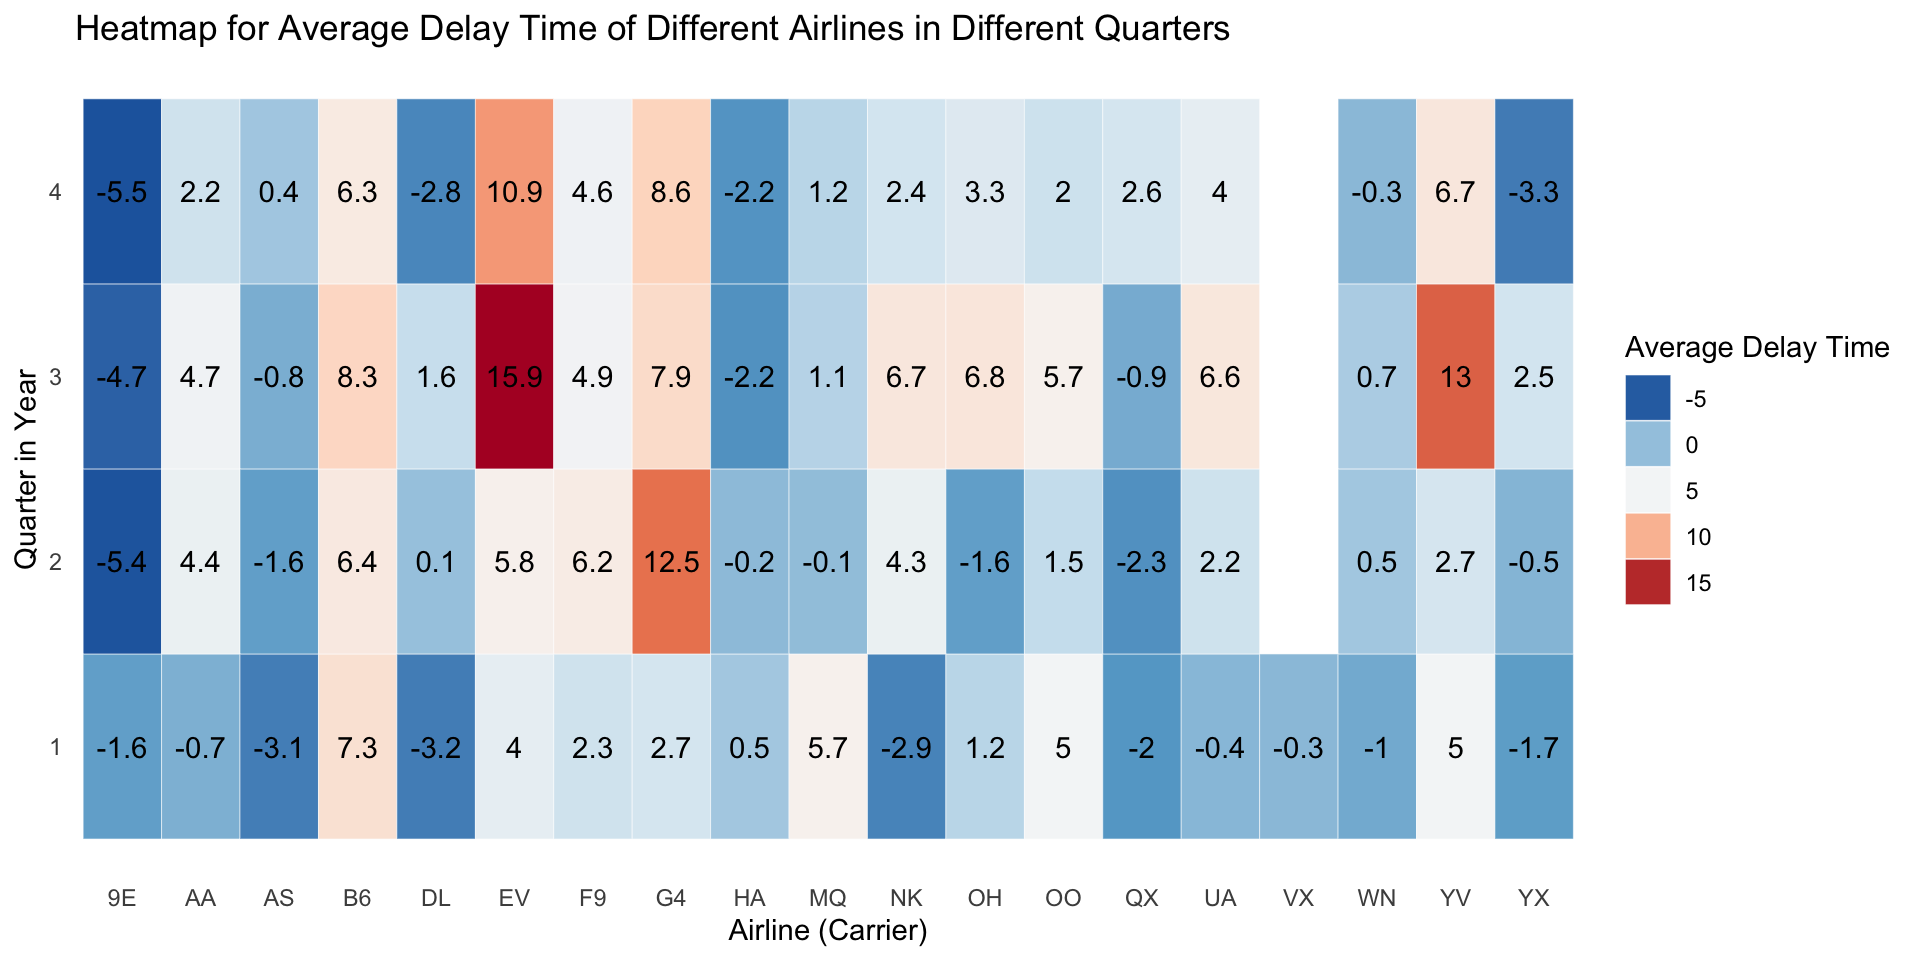 Heatmap for Average Delay Time of Different Airlines in Different Quarters
Quarter in Year
4 -5.5 2.2 0.4 6.3 -2.8 10.9 4.6 8.6 -2.2 1.2 2.4 3.3 2 2.6 4 -0.3 6.7 -3.3
3 -4.7 4.7 -0.8 8.3 1.6 15.9 4.9 7.9 -2.2 1.1 6.7 6.8 5.7 -0.9 6.6 0.7 13 2.5
2 -5.4 4.4 -1.6 6.4 0.1 5.8 6.2 12.5 -0.2 -0.1 4.3 -1.6 1.5 -2.3 2.2 0.5 2.7 -0.5
1 -1.6 -0.7 -3.1 7.3 -3.2 4 2.3 2.7 0.5 5.7 -2.9 1.2 5 -2 -0.4 -0.3 -1 5 -1.7
9E AA AS B6 DL EV F9 G4 HA MQ NK OH OO QX UA VX WN YV YX
Airline (Carrier)
Average Delay Time
-5
0
5
10
15